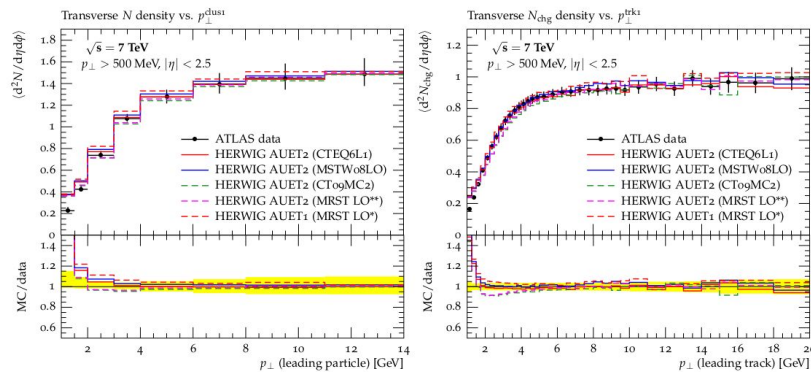 Transverse N density vs. p⊥^clus1
⟨d²N/dηdϕ⟩
√s = 7 TeV
p⊥ > 500 MeV, |η| < 2.5
ATLAS data
HERWIG AUET2 (CTEQ6L1)
HERWIG AUET2 (MSTW08LO)
HERWIG AUET2 (CT09MC2)
HERWIG AUET2 (MRST LO**)
HERWIG AUET1 (MRST LO*)
1.8
1.6
1.4
1.2
1
0.8
0.6
0.4
0.2
0
MC/data
1.4
1.2
1
0.8
0.6
2 4 6 8 10 12 14
p⊥ (leading particle) [GeV]
Transverse Nchg density vs. p⊥^trk1
⟨d²Nchg/dηdϕ⟩
√s = 7 TeV
p⊥ > 500 MeV, |η| < 2.5
ATLAS data
HERWIG AUET2 (CTEQ6L1)
HERWIG AUET2 (MSTW08LO)
HERWIG AUET2 (CT09MC2)
HERWIG AUET2 (MRST LO**)
HERWIG AUET1 (MRST LO*)
1.2
1
0.8
0.6
0.4
0.2
0
MC/data
1.4
1.2
1
0.8
0.6
2 4 6 8 10 12 14 16 18 20
p⊥ (leading track) [GeV]